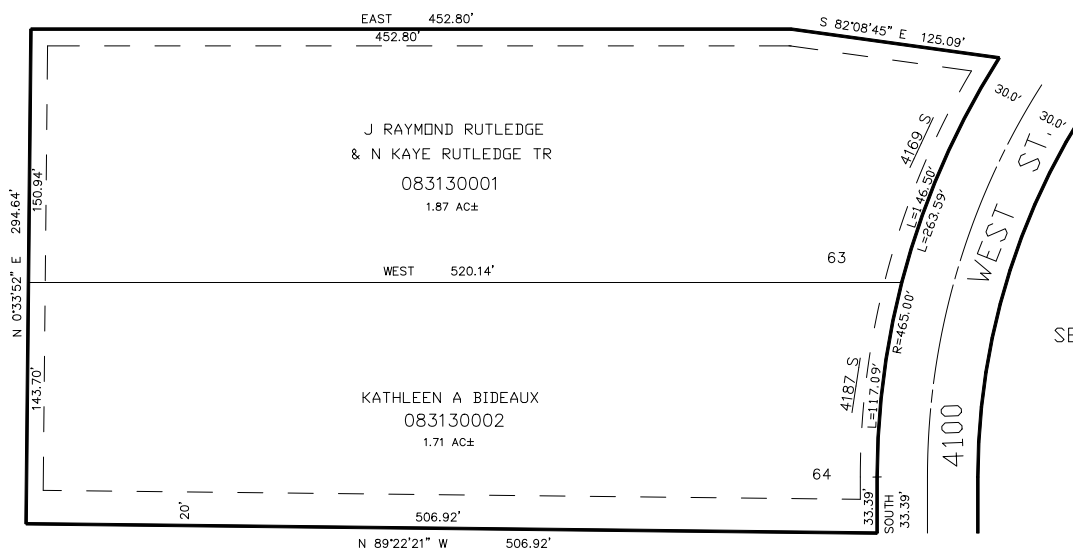 EAST 452.80'
452.80'
S 82°08'45" E 125.09'
30.0'
30.0'
J RAYMOND RUTLEDGE
& N KAYE RUTLEDGE TR
083130001
1.87 AC±
4169 S
L=146.50'
L=263.59'
WEST ST.
N 0°33'52" E 294.64'
150.94'
63
WEST 520.14'
R=465.00'
SE
143.70'
KATHLEEN A BIDEAUX
083130002
1.71 AC±
4187 S
L=117.09'
4100
64
20'
506.92'
33.39'
SOUTH
33.39'
N 89°22'21" W 506.92'